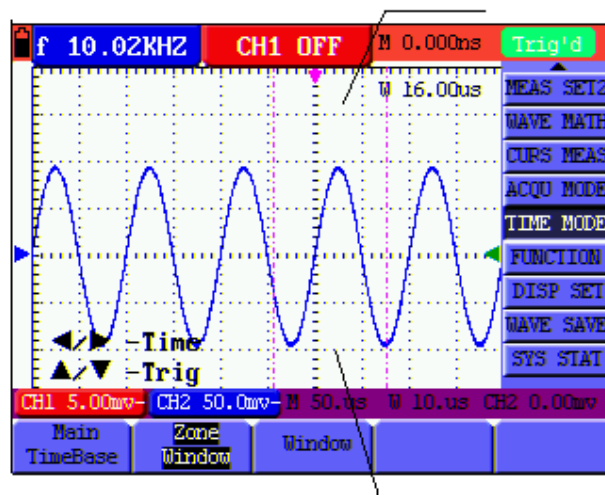 f 10.02KHZ CH1 OFF M 0.000ns Trig'd
W 16.00us
MEAS SET2
WAVE MATH
CURS MEAS
ACQU MODE
TIME MODE
FUNCTION
DISP SET
WAVE SAVE
SYS STAT
◀/▶ -Time
▲/▼ -Trig
CH1 5.00mv- CH2 50.0mv- M 50.us W 10.us CH2 0.00mv
Main TimeBase
Zone Window
Window